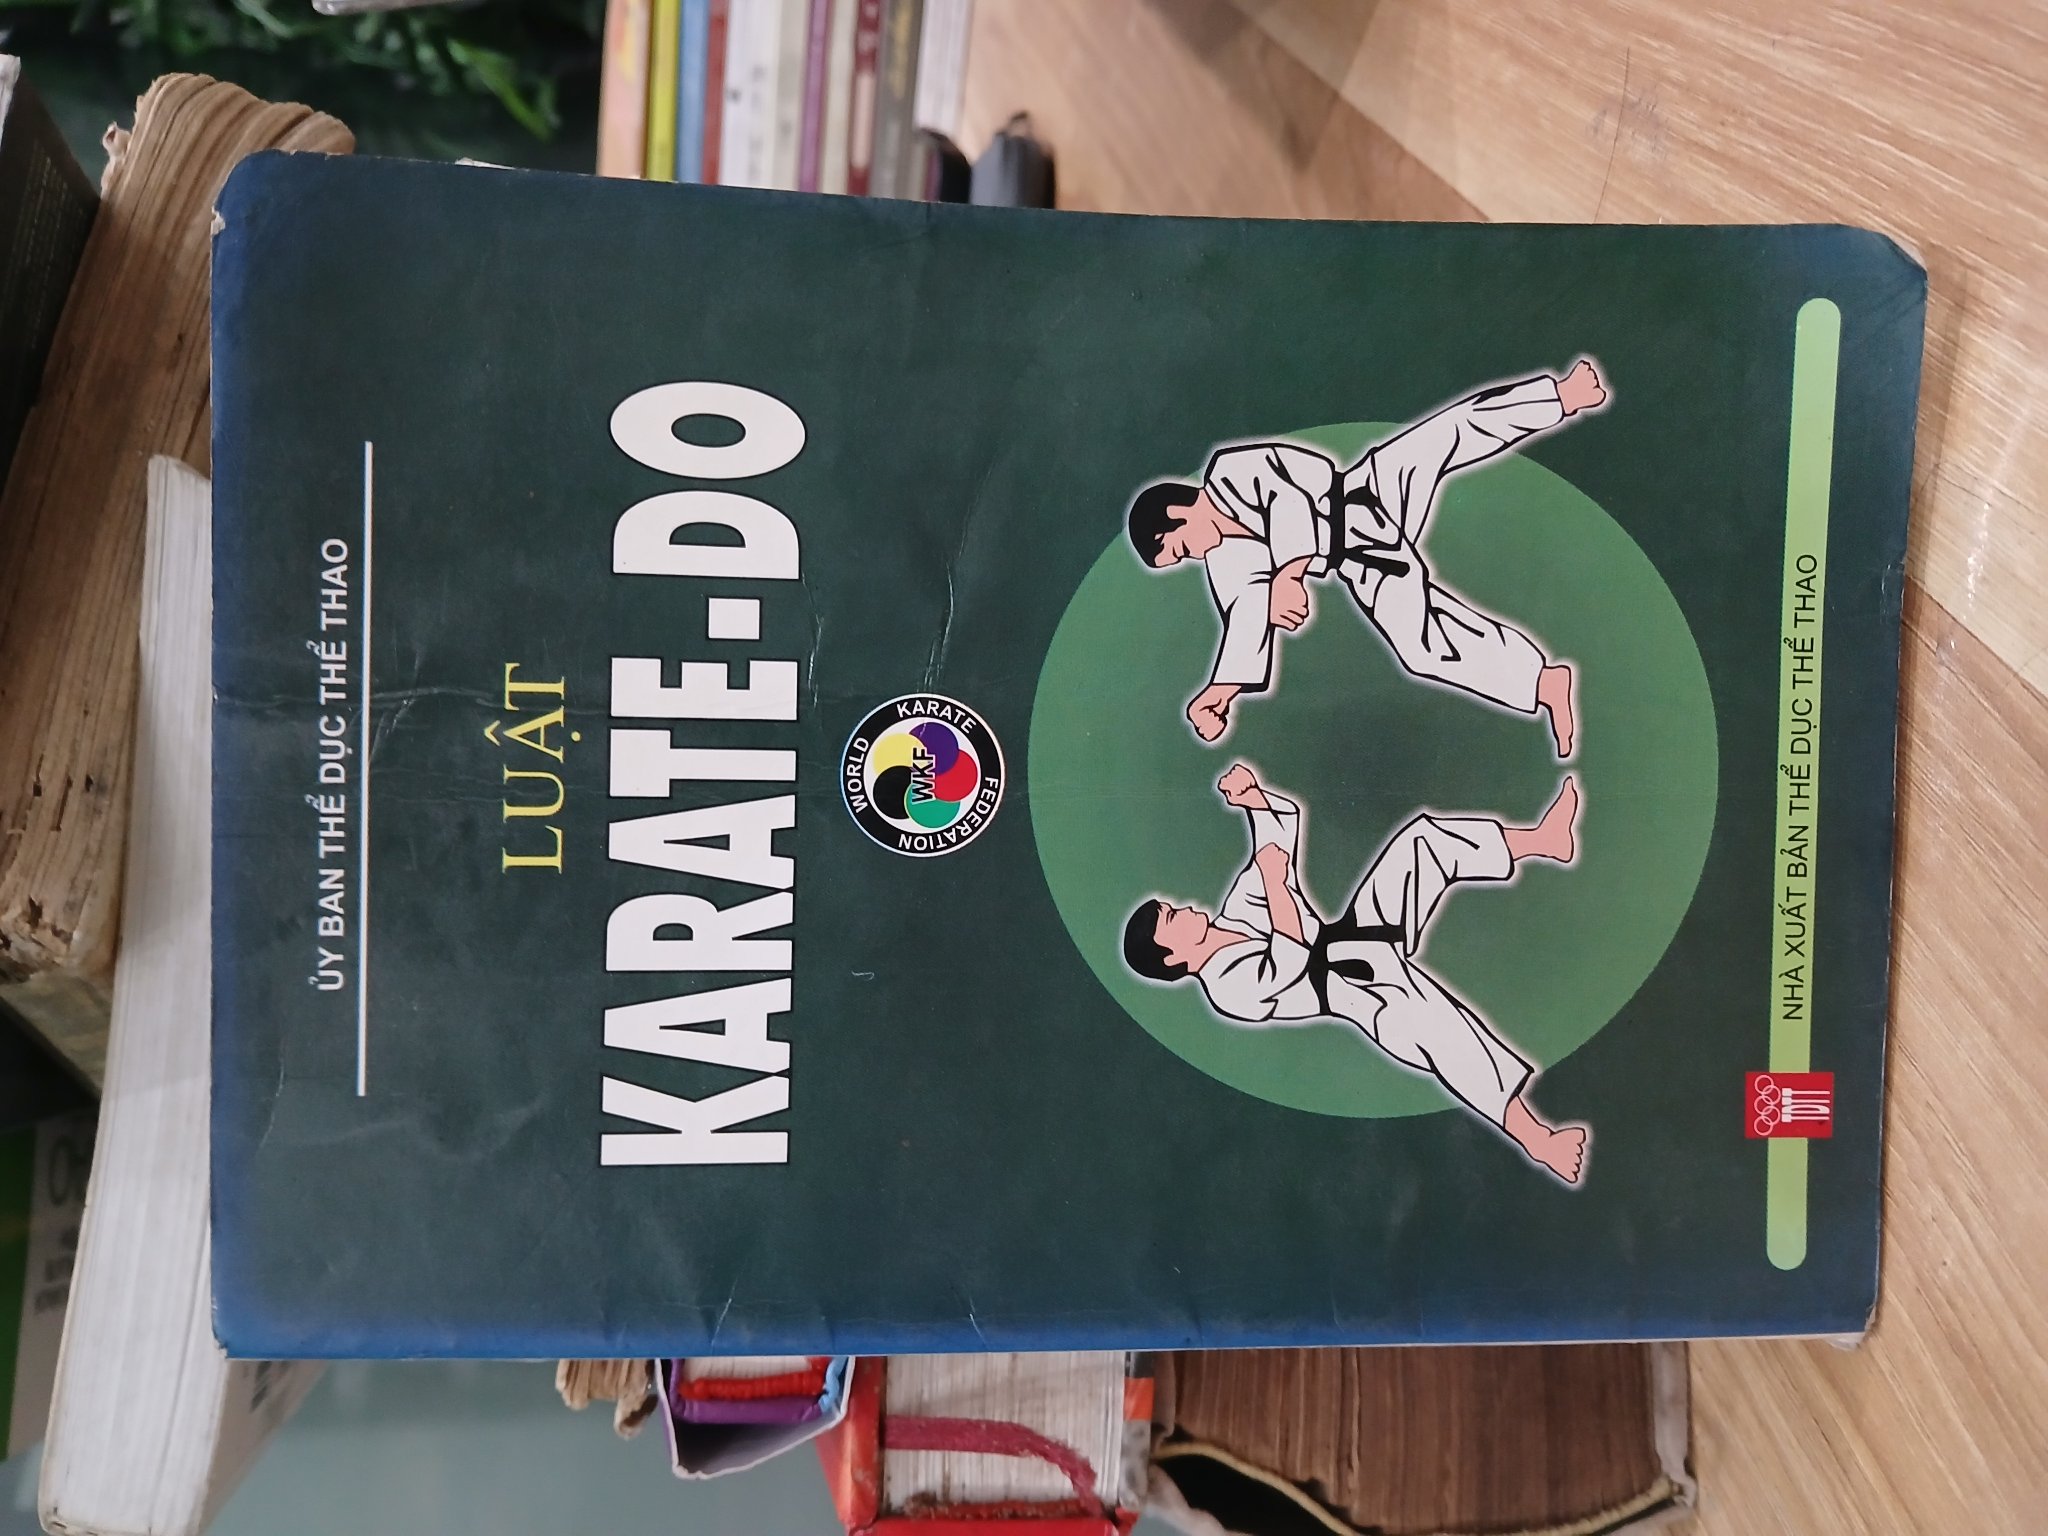 ỦY BAN THỂ DỤC THỂ THAO
LUẬT
KARATE-DO
WORLD KARATE FEDERATION
WKF
TDTT
NHÀ XUẤT BẢN THỂ DỤC THỂ THAO